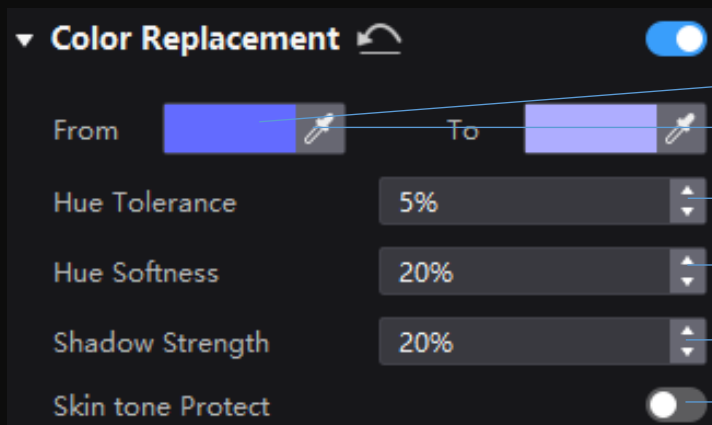 Color Replacement
From To
Hue Tolerance 5%
Hue Softness 20%
Shadow Strength 20%
Skin tone Protect